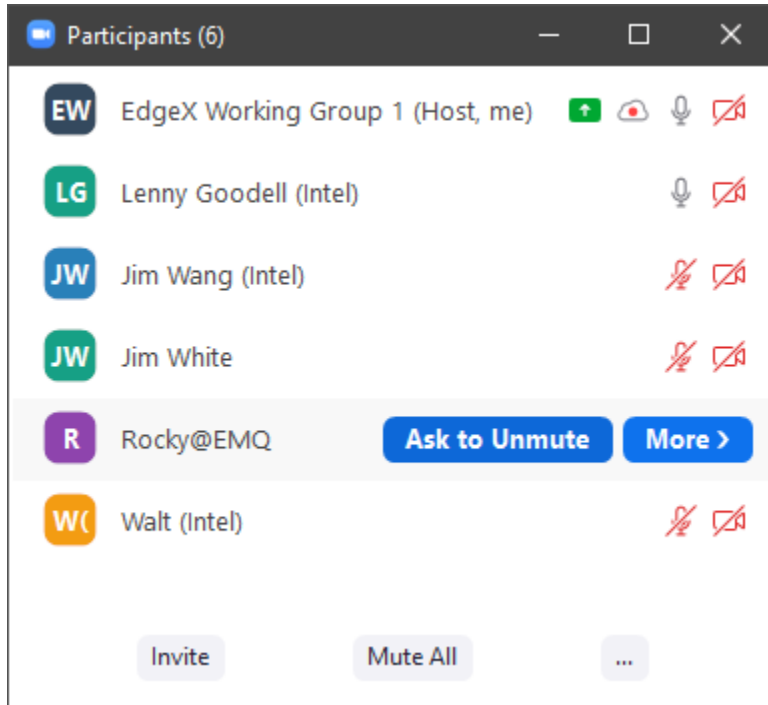 Participants (6)
EW EdgeX Working Group 1 (Host, me)
LG Lenny Goodell (Intel)
JW Jim Wang (Intel)
JW Jim White
R Rocky@EMQ Ask to Unmute More >
W( Walt (Intel)
Invite Mute All ...